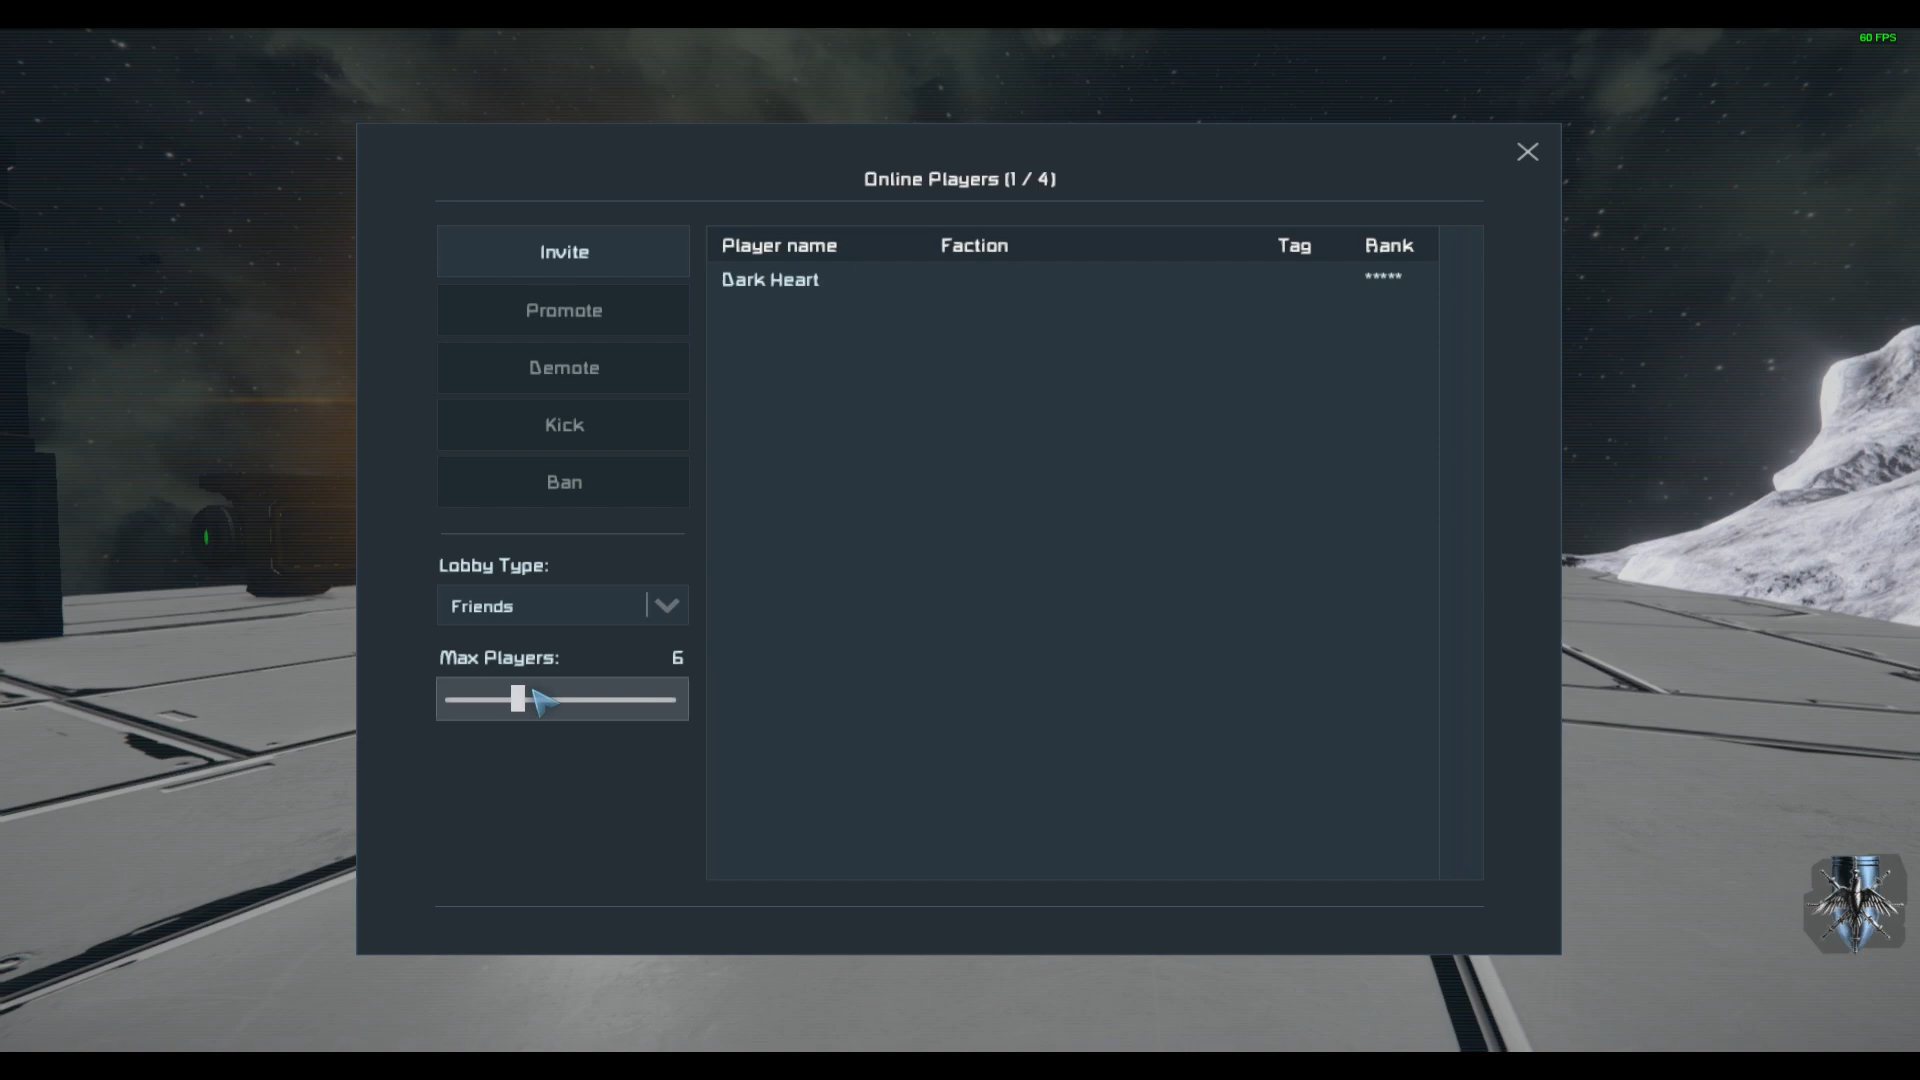 60 FPS
Online Players (1 / 4)
Invite
Promote
Demote
Kick
Ban
Lobby Type:
Friends
Max Players: 6
Player name Faction Tag Rank
Dark Heart *****